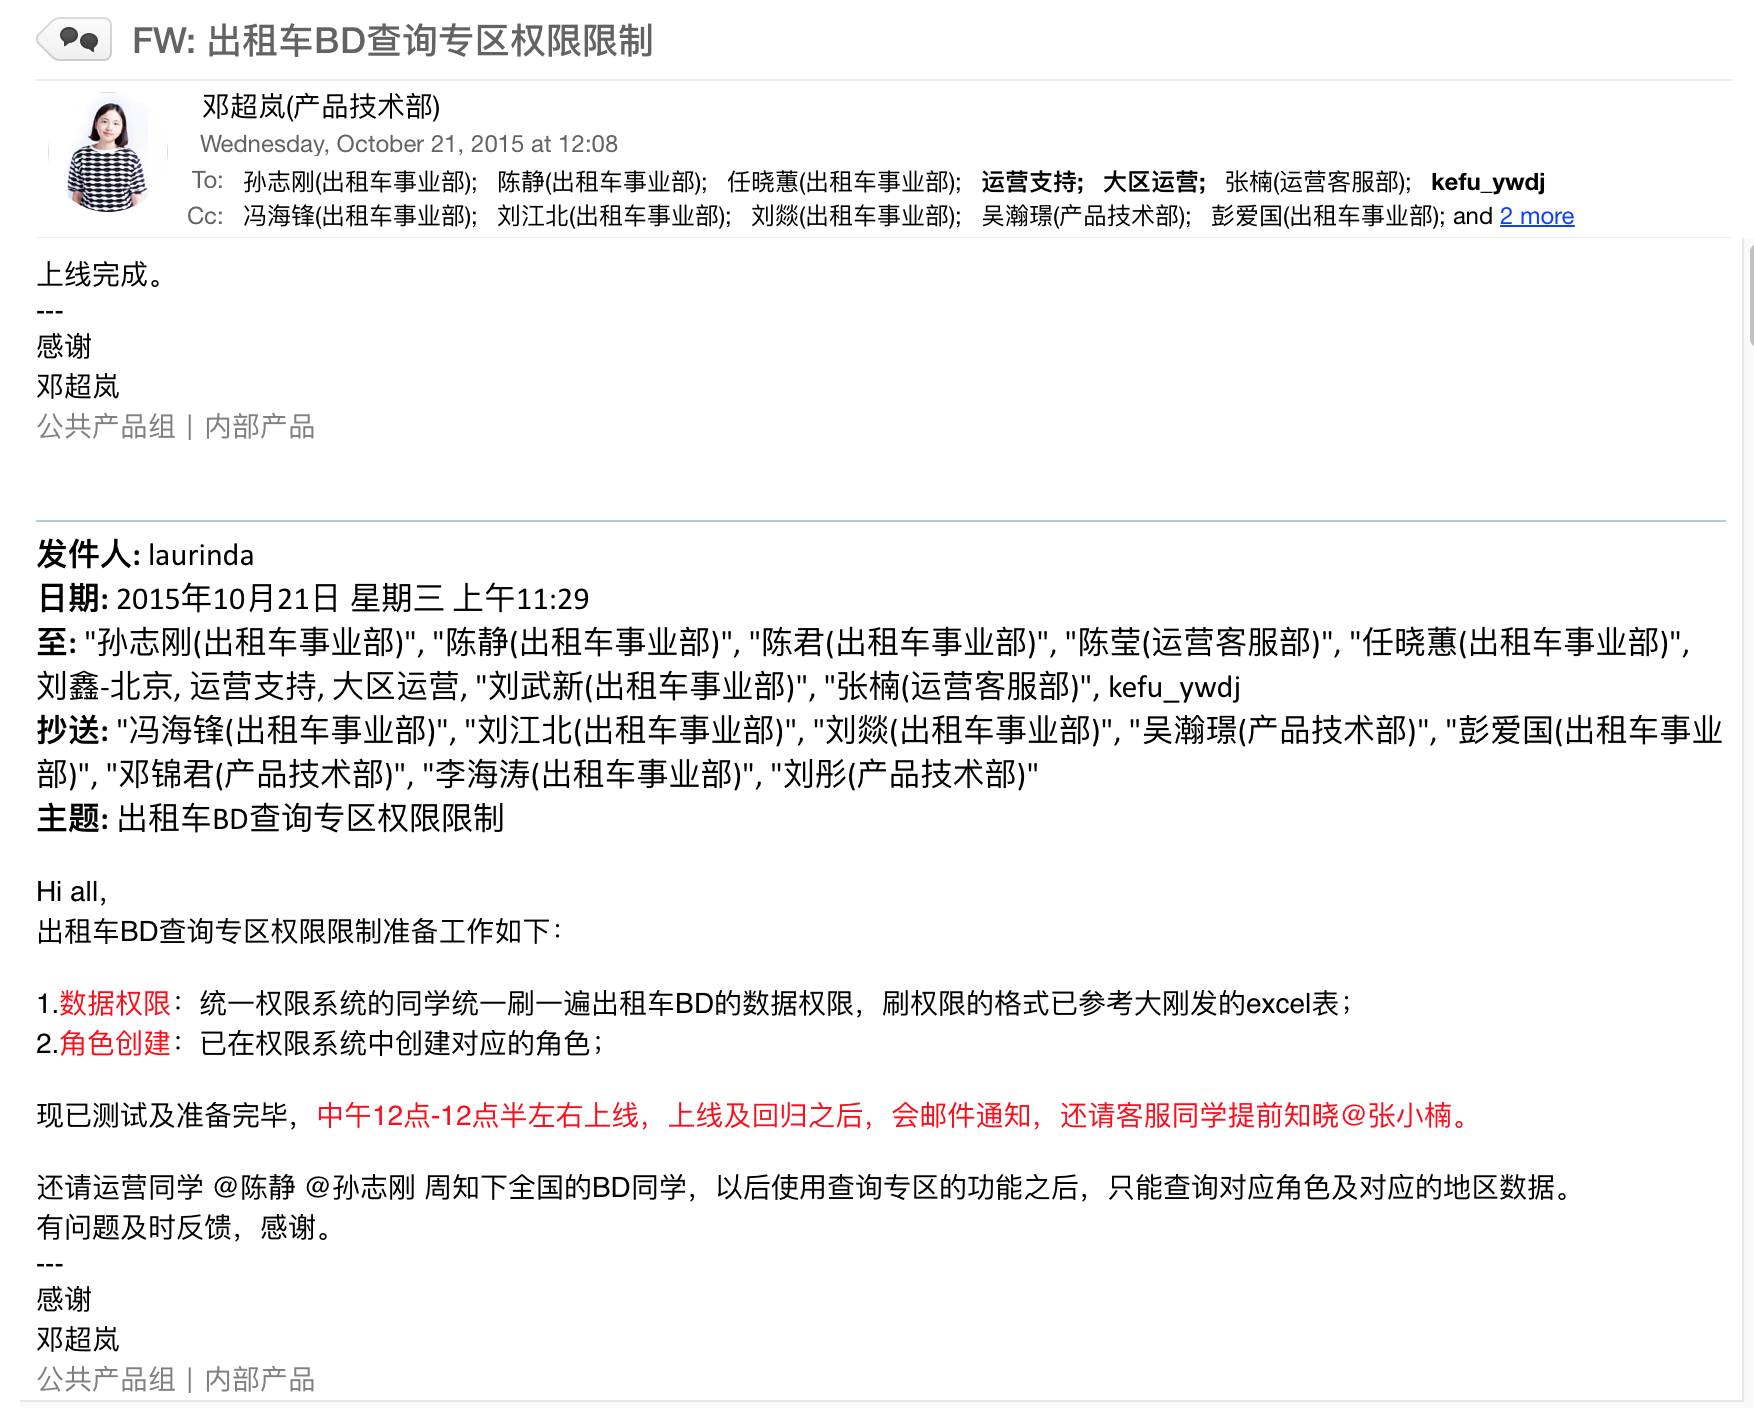 FW: 出租车BD查询专区权限限制
邓超岚(产品技术部)
Wednesday, October 21, 2015 at 12:08
To: 孙志刚(出租车事业部); 陈静(出租车事业部); 任晓蕙(出租车事业部); 运营支持; 大区运营; 张楠(运营客服部); kefu_ywdj
Cc: 冯海锋(出租车事业部); 刘江北(出租车事业部); 刘燚(出租车事业部); 吴瀚璟(产品技术部); 彭爱国(出租车事业部); and 2 more
上线完成。
---
感谢
邓超岚
公共产品组 | 内部产品
发件人: laurinda
日期: 2015年10月21日 星期三 上午11:29
至: "孙志刚(出租车事业部)", "陈静(出租车事业部)", "陈君(出租车事业部)", "陈莹(运营客服部)", "任晓蕙(出租车事业部)",
刘鑫-北京, 运营支持, 大区运营, "刘武新(出租车事业部)", "张楠(运营客服部)", kefu_ywdj
抄送: "冯海锋(出租车事业部)", "刘江北(出租车事业部)", "刘燚(出租车事业部)", "吴瀚璟(产品技术部)", "彭爱国(出租车事业
部)", "邓锦君(产品技术部)", "李海涛(出租车事业部)", "刘彤(产品技术部)"
主题: 出租车BD查询专区权限限制
Hi all,
出租车BD查询专区权限限制准备工作如下：
1.数据权限：统一权限系统的同学统一刷一遍出租车BD的数据权限，刷权限的格式已参考大刚发的excel表；
2.角色创建：已在权限系统中创建对应的角色；
现已测试及准备完毕，中午12点-12点半左右上线，上线及回归之后，会邮件通知，还请客服同学提前知晓@张小楠。
还请运营同学 @陈静 @孙志刚 周知下全国的BD同学，以后使用查询专区的功能之后，只能查询对应角色及对应的地区数据。
有问题及时反馈，感谢。
---
感谢
邓超岚
公共产品组 | 内部产品